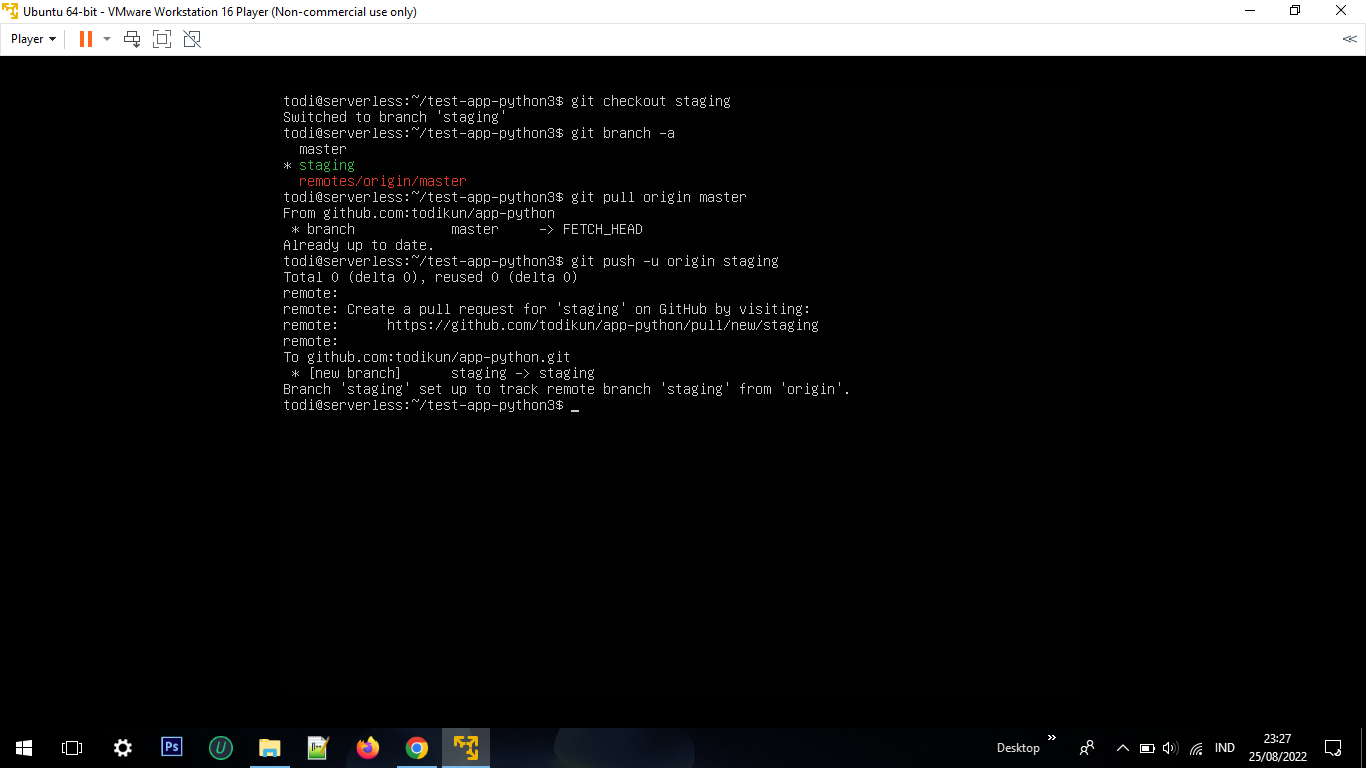 Ubuntu 64-bit - VMware Workstation 16 Player (Non-commercial use only)
Player
todi@serverless:~/test-app-python3$ git checkout staging
Switched to branch 'staging'
todi@serverless:~/test-app-python3$ git branch -a
  master
* staging
  remotes/origin/master
todi@serverless:~/test-app-python3$ git pull origin master
From github.com:todikun/app-python
 * branch            master     -> FETCH_HEAD
Already up to date.
todi@serverless:~/test-app-python3$ git push -u origin staging
Total 0 (delta 0), reused 0 (delta 0)
remote:
remote: Create a pull request for 'staging' on GitHub by visiting:
remote:      https://github.com/todikun/app-python/pull/new/staging
remote:
To github.com:todikun/app-python.git
 * [new branch]      staging -> staging
Branch 'staging' set up to track remote branch 'staging' from 'origin'.
todi@serverless:~/test-app-python3$ _
Ps
U
Desktop
IND
23:27
25/08/2022